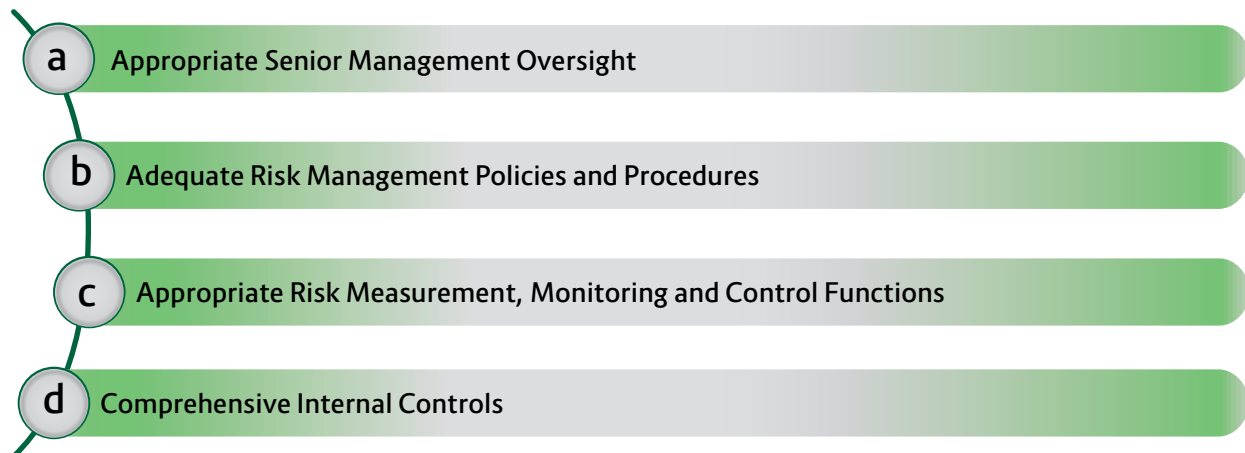 a Appropriate Senior Management Oversight
b Adequate Risk Management Policies and Procedures
c Appropriate Risk Measurement, Monitoring and Control Functions
d Comprehensive Internal Controls